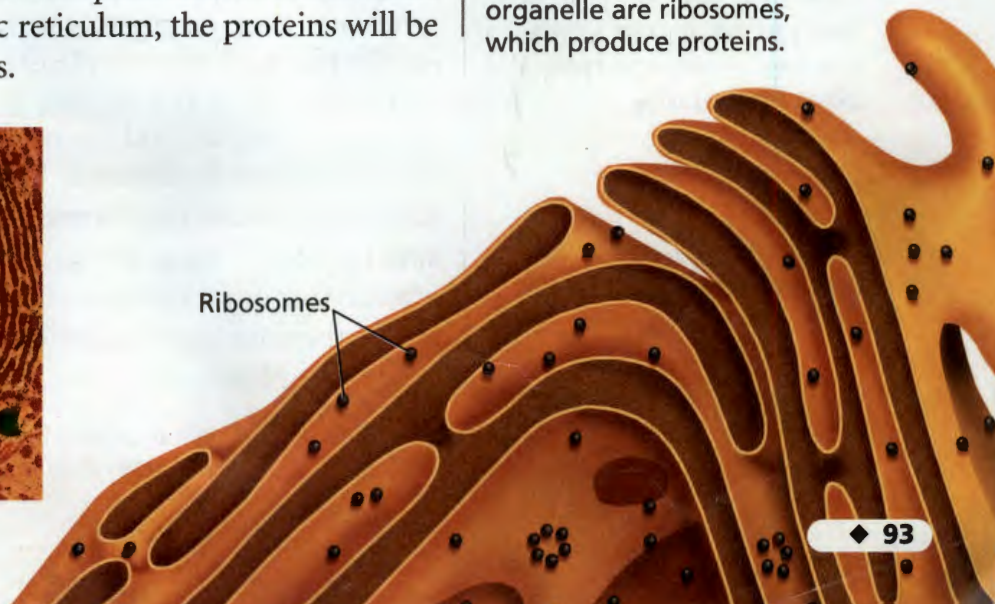 c reticulum, the proteins will be
s.
organelle are ribosomes,
which produce proteins.
Ribosomes
◆ 93